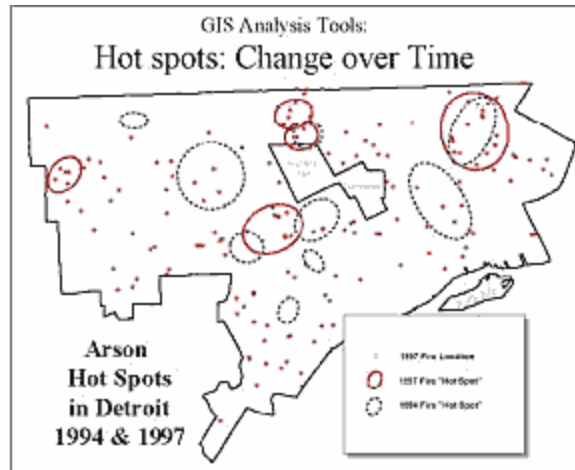 GIS Analysis Tools:
Hot spots: Change over Time
Arson
Hot Spots
in Detroit
1994 & 1997
1997 Fire Location
1997 Fire "Hot Spot"
1994 Fire "Hot Spot"